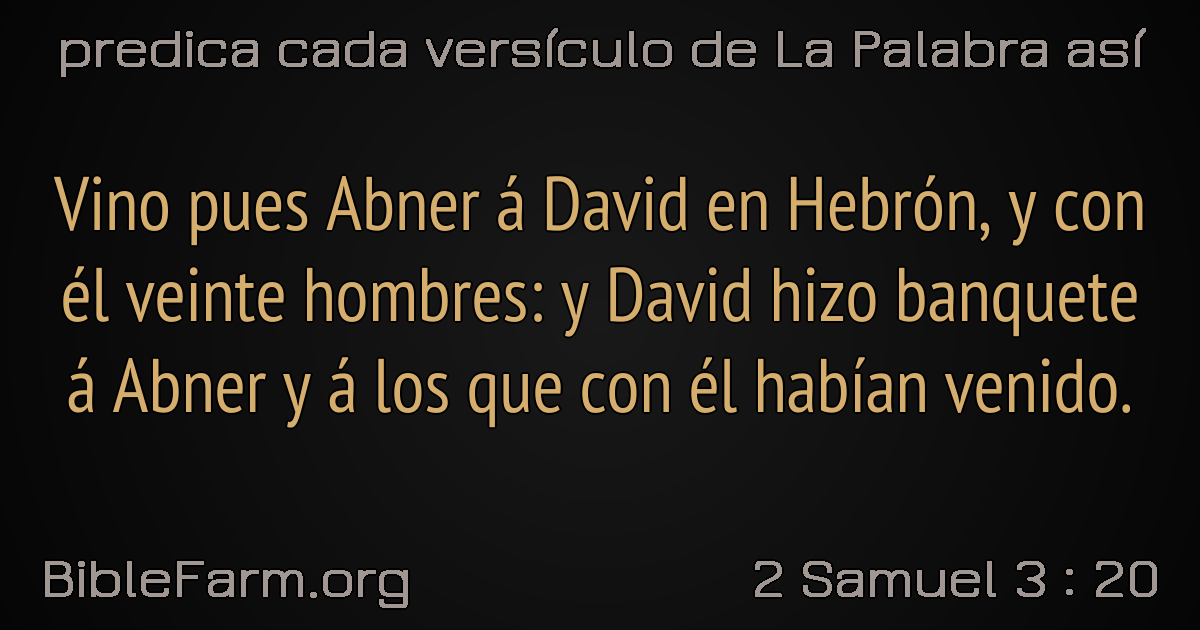 predica cada versículo de La Palabra así
Vino pues Abner á David en Hebrón, y con
él veinte hombres: y David hizo banquete
á Abner y á los que con él habían venido.
BibleFarm.org
2 Samuel 3 : 20